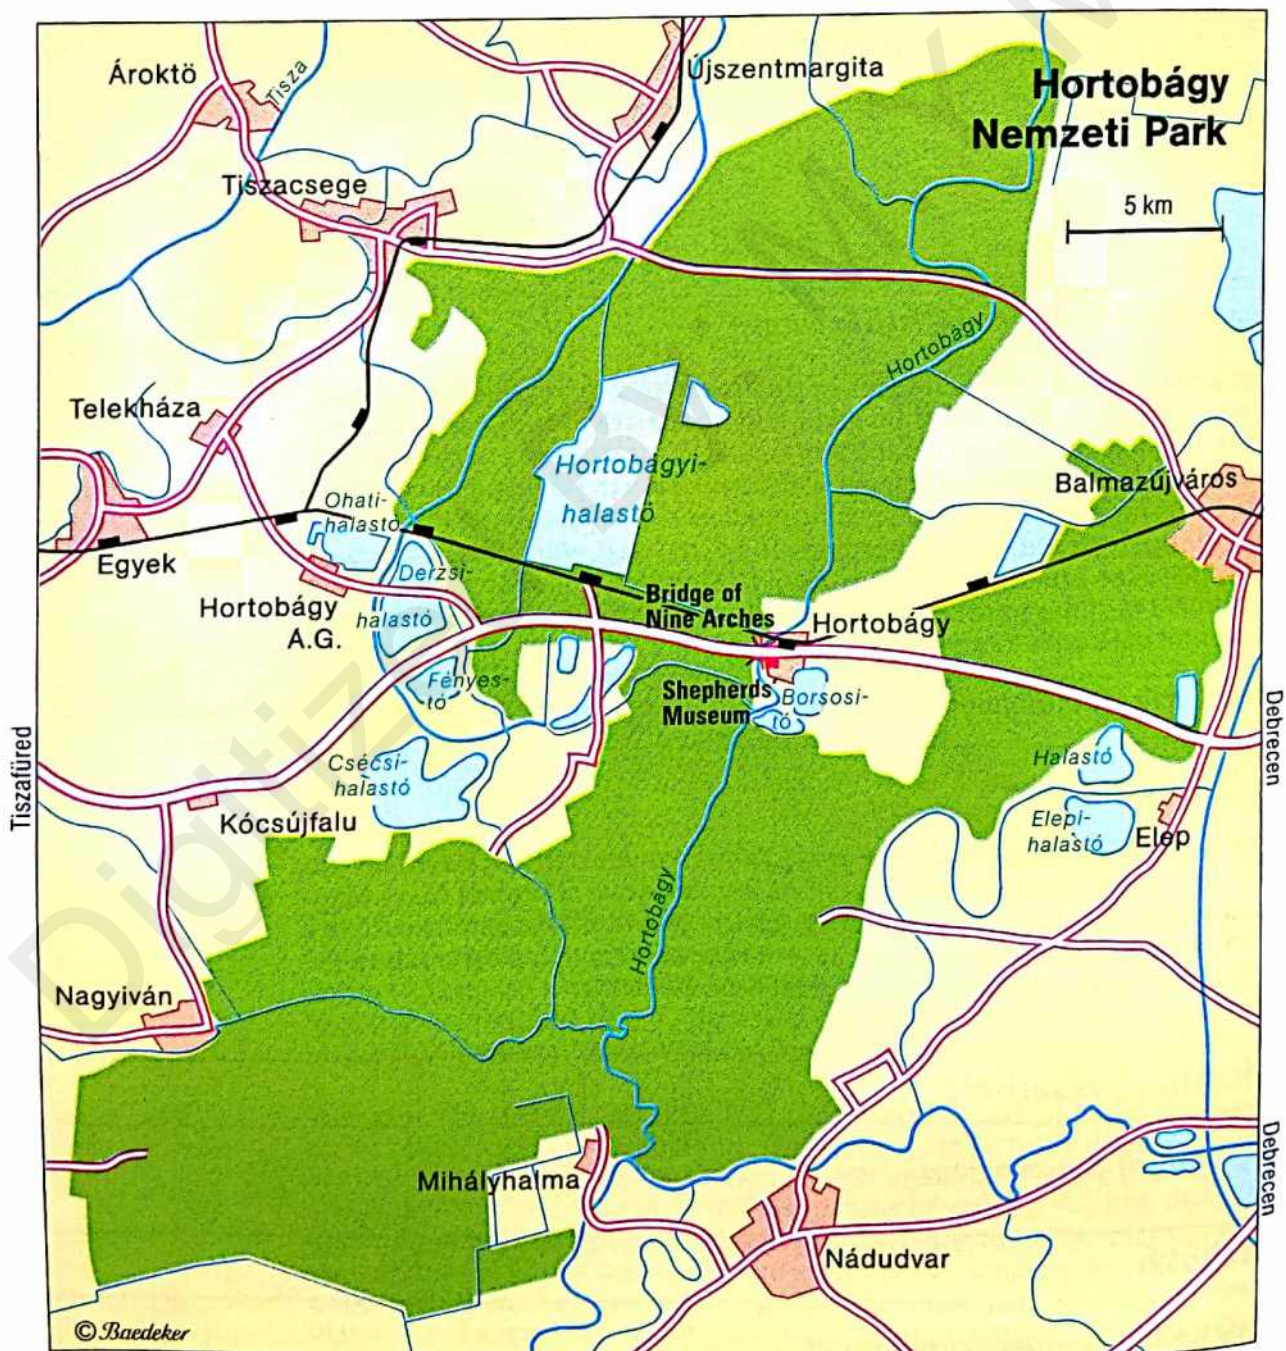 Hortobágy
Nemzeti Park
5 km
Ároktö
Tisza
Újszentmargita
Tiszacsege
Hortobágy
Telekháza
Hortobágyi-
halastó
Balmazújváros
Ohati-
halastó
Egyek
Derzsi-
halastó
Hortobágy
A.G.
Bridge of
Nine Arches
Hortobágy
Fényes-
tó
Shepherds'
Museum
Borsosi-
tó
Tiszafüred
Debrecen
Csécsi-
halastó
Halastó
Kócsújfalu
Elepi-
halastó
Elep
Hortobágy
Nagyiván
Mihályhalma
Debrecen
Nádudvar
© Baedeker
Digitized By